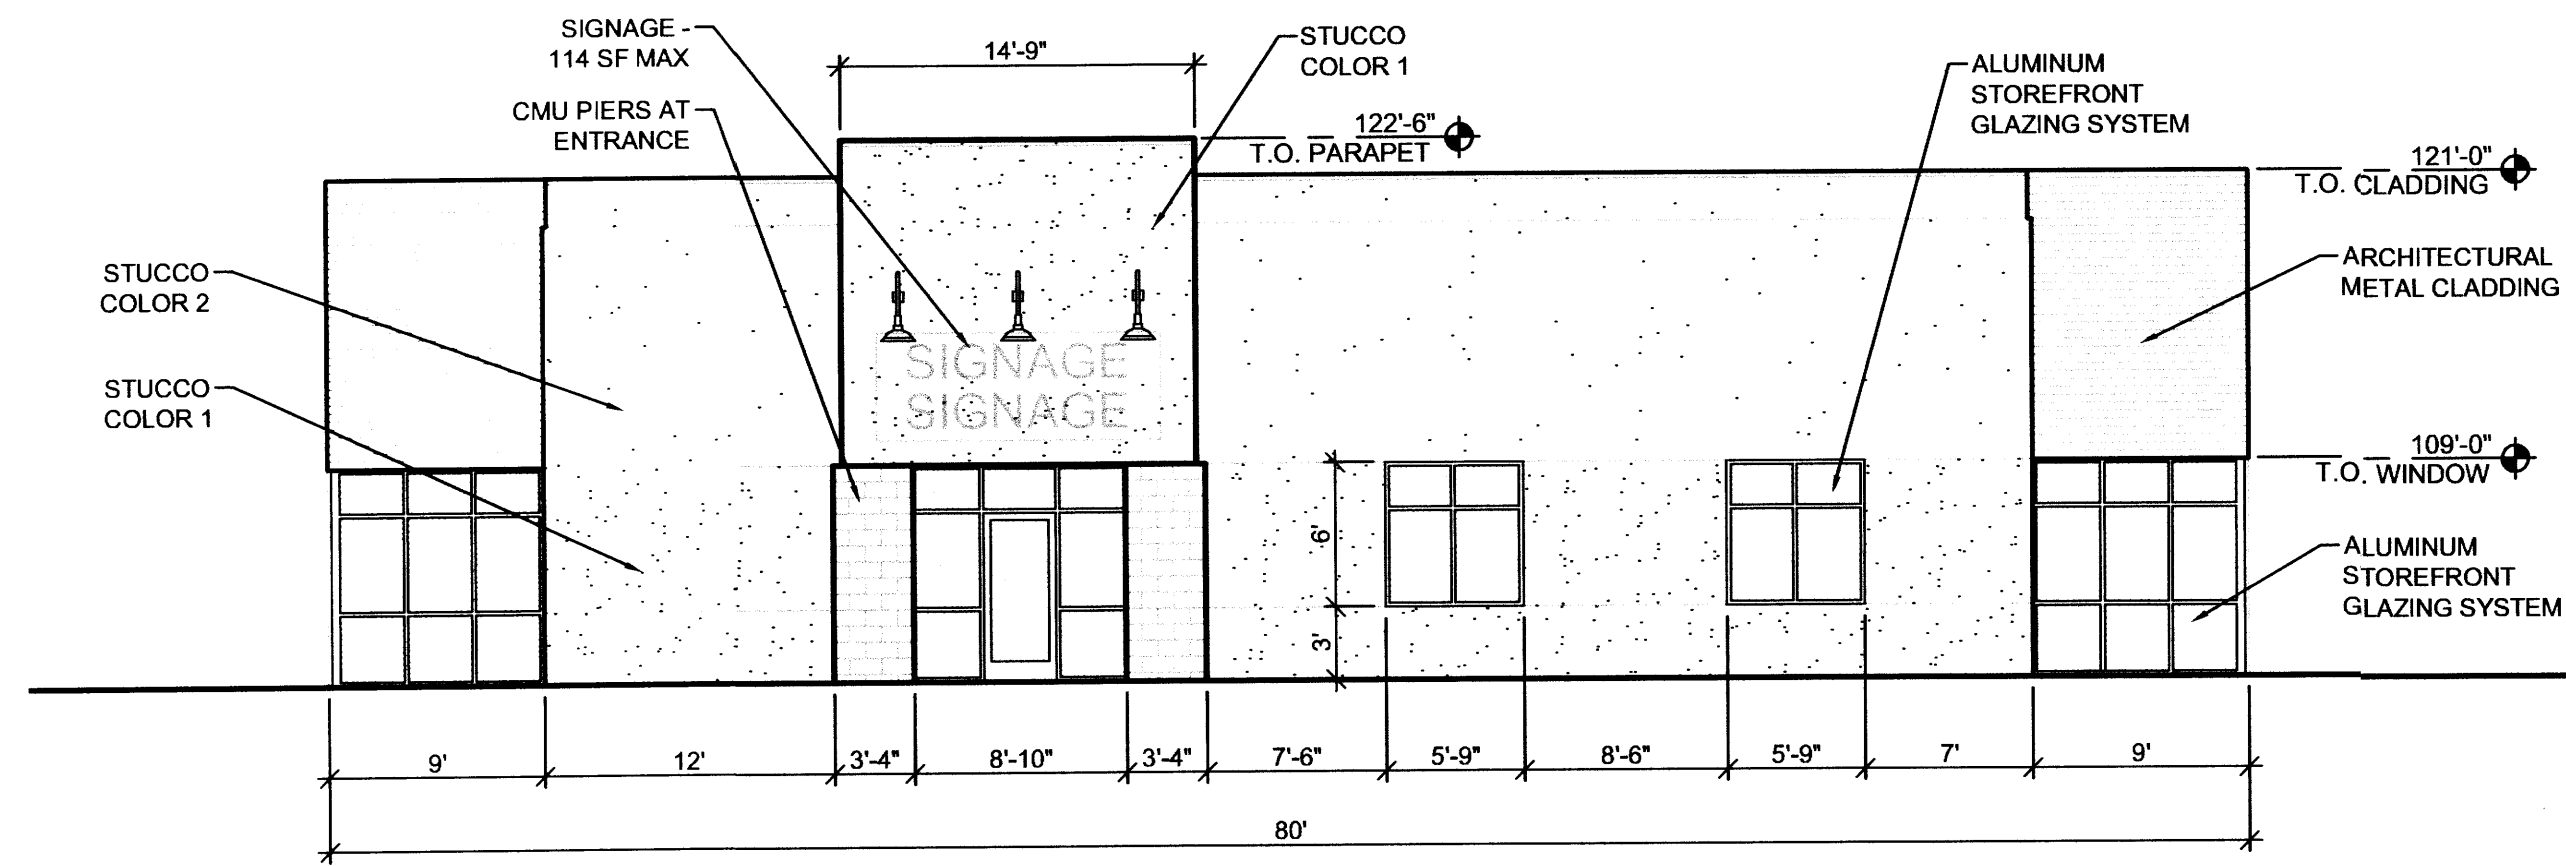 SIGNAGE -
114 SF MAX
CMU PIERS AT
ENTRANCE
14'-9"
STUCCO
COLOR 1
122'-6"
T.O. PARAPET
ALUMINUM
STOREFRONT
GLAZING SYSTEM
121'-0"
T.O. CLADDING
ARCHITECTURAL
METAL CLADDING
STUCCO
COLOR 2
STUCCO
COLOR 1
SIGNAGE
SIGNAGE
109'-0"
T.O. WINDOW
6'
3'
ALUMINUM
STOREFRONT
GLAZING SYSTEM
9' 12' 3'-4" 8'-10" 3'-4" 7'-6" 5'-9" 8'-6" 5'-9" 7' 9'
80'